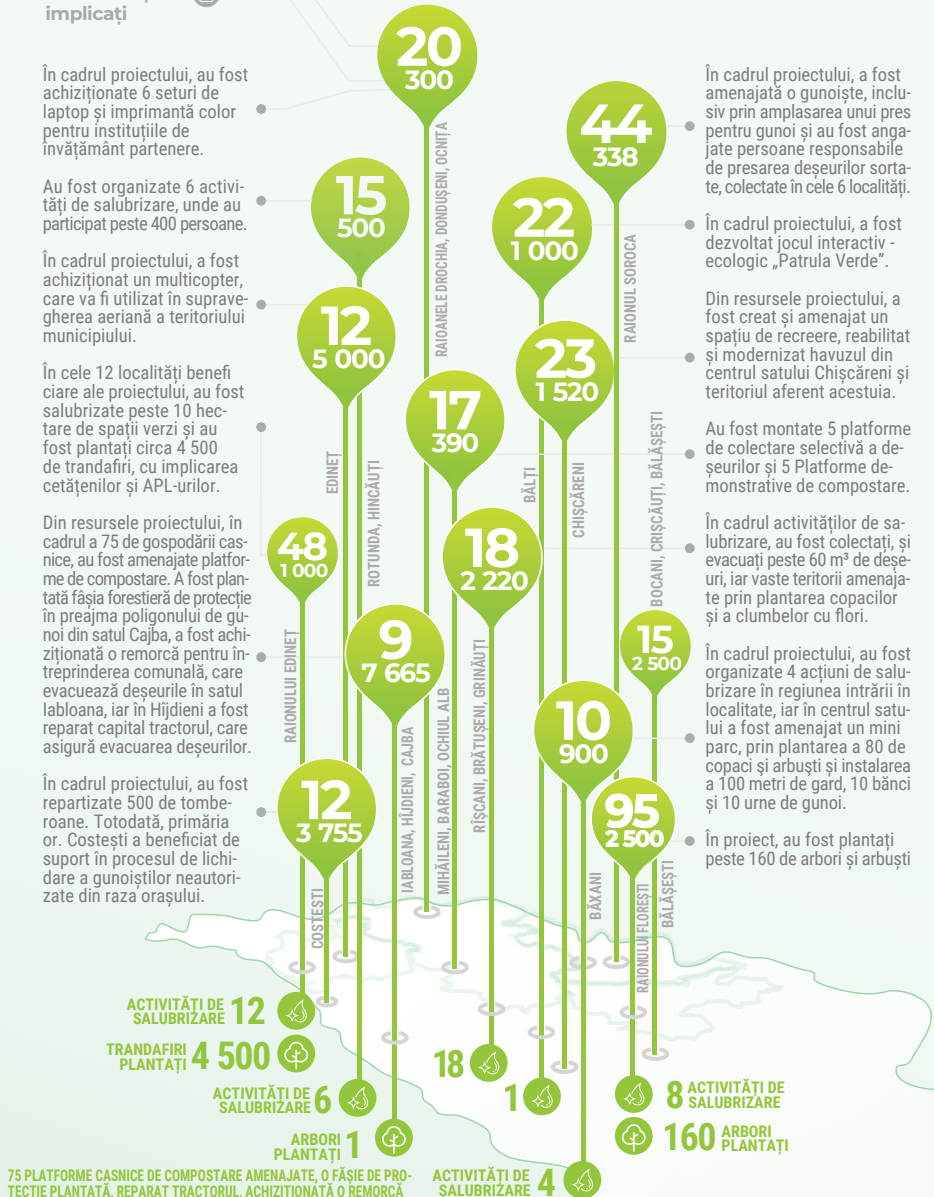 implicați
În cadrul proiectului, au fost
achiziționate 6 seturi de
laptop și imprimantă color
pentru instituțiile de
învățământ partenere.
Au fost organizate 6 activi-
tăți de salubrizare, unde au
participat peste 400 persoane.
În cadrul proiectului, a fost
achiziționat un multicopter,
care va fi utilizat în suprave-
gherea aeriană a teritoriului
municipiului.
În cele 12 localități benefi
ciare ale proiectului, au fost
salubrizate peste 10 hec-
tare de spații verzi și au
fost plantați circa 4 500
de trandafiri, cu implicarea
cetățenilor și APL-urilor.
Din resursele proiectului, în
cadrul a 75 de gospodării cas-
nice, au fost amenajate platfor-
me de compostare. A fost plan-
tată fâșia forestieră de protecție
în preajma poligonului de gu-
noi din satul Cajba, a fost achi-
ziționată o remorcă pentru în-
treprinderea comunală, care
evacuează deșeurile în satul
Iabloana, iar în Hîjdieni a fost
reparat capital tractorul, care
asigură evacuarea deșeurilor.
În cadrul proiectului, au fost
repartizate 500 de tombe-
roane. Totodată, primăria
or. Costești a beneficiat de
suport în procesul de lichi-
dare a gunoiștilor neautori-
zate din raza orașului.
20
300
RAIOANELE DROCHIA, DONDUȘENI, OCNIȚA
15
500
ROTUNDA, HINCĂUȚI
12
5 000
EDINEȚ
17
390
MIHĂILENI, BARABOI, OCHIUL ALB
48
1 000
RAIONULUI EDINEȚ
9
7 665
IABLOANA, HÎJDIENI, CAJBA
12
3 755
COSTEȘTI
44
338
RAIONUL SOROCA
22
1 000
BĂLȚI
23
1 520
CHIȘCĂRENI
18
2 220
RÎȘCANI, BRĂTUȘENI, GRINĂUȚI
15
2 500
BOCANI, CRIȘCĂUȚI, BĂLĂȘEȘTI
10
900
BĂXANI
95
2 500
RAIONULUI FLOREȘTI
BĂLĂȘEȘTI
În cadrul proiectului, a fost
amenajată o gunoiște, inclu-
siv prin amplasarea unui pres
pentru gunoi și au fost anga-
jate persoane responsabile
de presarea deșeurilor sorta-
te, colectate în cele 6 localități.
În cadrul proiectului, a fost
dezvoltat jocul interactiv -
ecologic „Patrula Verde”.
Din resursele proiectului, a
fost creat și amenajat un
spațiu de recreere, reabilitat
și modernizat havuzul din
centrul satului Chișcăreni și
teritoriul aferent acestuia.
Au fost montate 5 platforme
de colectare selectivă a de-
șeurilor și 5 Platforme de-
monstrative de compostare.
În cadrul activităților de sa-
lubrizare, au fost colectați, și
evacuați peste 60 m³ de deșe-
uri, iar vaste teritorii amenaja-
te prin plantarea copacilor
și a clumbelor cu flori.
În cadrul proiectului, au fost
organizate 4 acțiuni de salu-
brizare în regiunea intrării în
localitate, iar în centrul satu-
lui a fost amenajat un mini
parc, prin plantarea a 80 de
copaci şi arbuşti și instalarea
a 100 metri de gard, 10 bănci
și 10 urne de gunoi.
În proiect, au fost plantați
peste 160 de arbori și arbuști
ACTIVITĂȚI DE
SALUBRIZARE 12
TRANDAFIRI
PLANTAȚI 4 500
ACTIVITĂȚI DE
SALUBRIZARE 6
ARBORI
PLANTAȚI 1
18
1
8 ACTIVITĂȚI DE
SALUBRIZARE
160 ARBORI
PLANTAȚI
ACTIVITĂȚI DE
SALUBRIZARE 4
75 PLATFORME CASNICE DE COMPOSTARE AMENAJATE, O FĂȘIE DE PRO-
TECȚIE PLANTATĂ, REPARAT TRACTORUL, ACHIZIȚIONATĂ O REMORCĂ